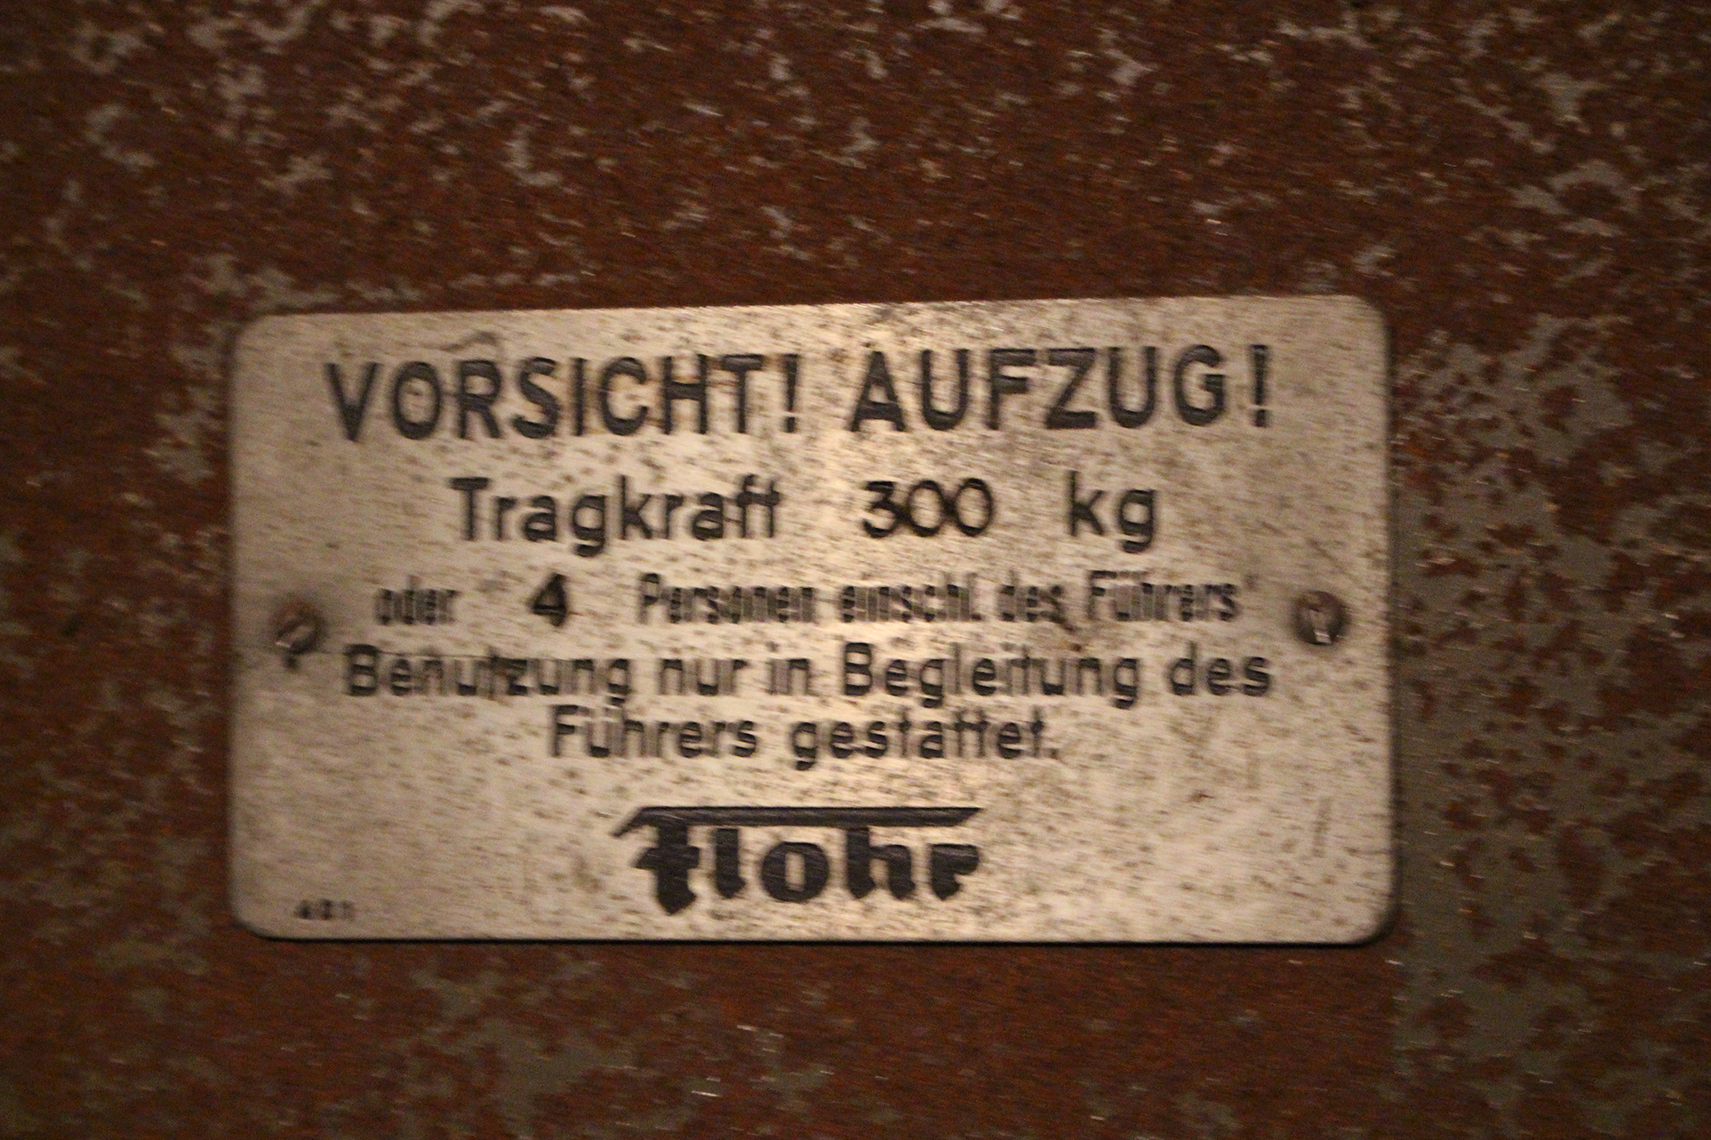 VORSICHT! AUFZUG!
Tragkraft 300 kg
oder 4 Personen einschl. des Führers
Benutzung nur in Begleitung des
Führers gestattet.
Flohr